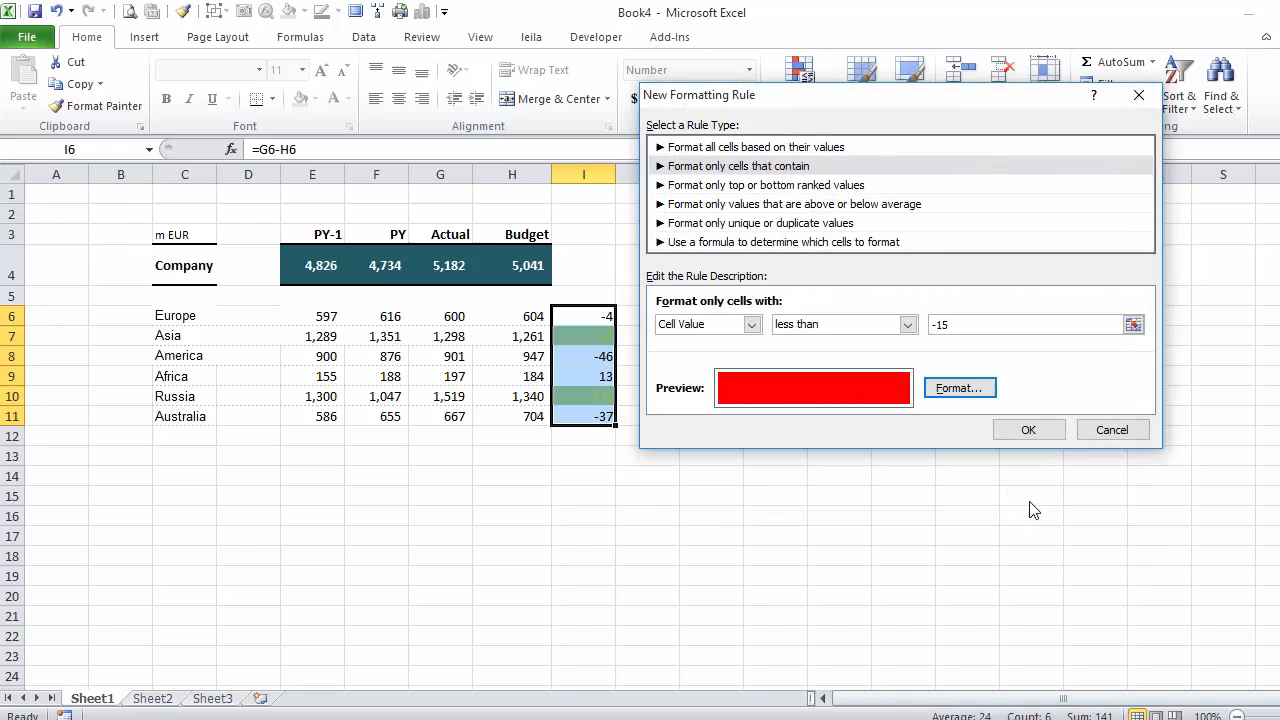 Book4 - Microsoft Excel
File Home Insert Page Layout Formulas Data Review View leila Developer Add-Ins
Cut
Copy
Format Painter
Paste
Clipboard
11
B I U
Font
Wrap Text
Merge & Center
Alignment
Number
$
AutoSum
Sort & Filter
Find & Select
I6 fx =G6-H6
A B C D E F G H I S
1
2
3 m EUR PY-1 PY Actual Budget
4 Company 4,826 4,734 5,182 5,041
5
6 Europe 597 616 600 604 -4
7 Asia 1,289 1,351 1,298 1,261
8 America 900 876 901 947 -46
9 Africa 155 188 197 184 13
10 Russia 1,300 1,047 1,519 1,340
11 Australia 586 655 667 704 -37
12
13
14
15
16
17
18
19
20
21
22
23
24
New Formatting Rule ?
Select a Rule Type:
► Format all cells based on their values
► Format only cells that contain
► Format only top or bottom ranked values
► Format only values that are above or below average
► Format only unique or duplicate values
► Use a formula to determine which cells to format
Edit the Rule Description:
Format only cells with:
Cell Value less than -15
Preview: Format...
OK Cancel
Sheet1 Sheet2 Sheet3
Ready Average: 24 Count: 6 Sum: 141 100%